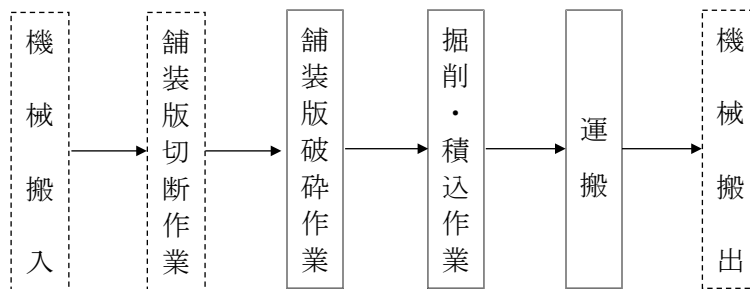 機械搬入
舗装版切断作業
舗装版破砕作業
掘削・積込作業
運搬
機械搬出